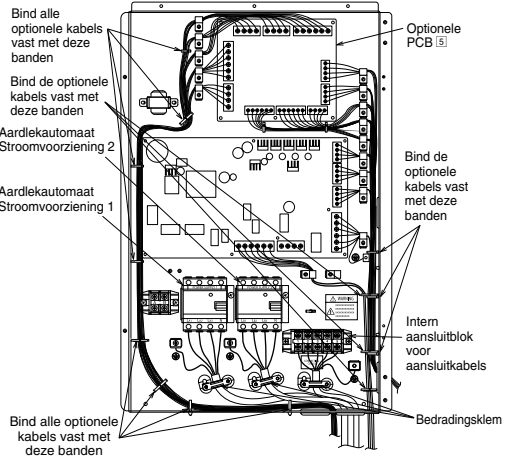 Bind alle
optionele kabels
vast met deze
banden
Bind de optionele
kabels vast met
deze banden
Aardlekautomaat
Stroomvoorziening 2
Aardlekautomaat
Stroomvoorziening 1
Bind alle optionele
kabels vast met
deze banden
Optionele
PCB 5
Bind de
optionele
kabels vast
met deze
banden
WARNING
Intern
aansluitblok
voor
aansluitkabels
Bedradingsklem